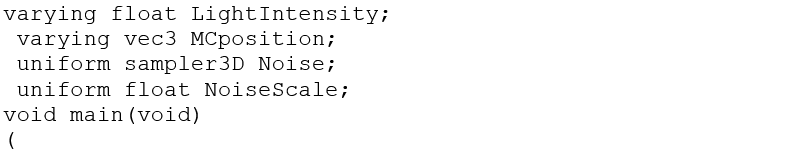 varying float LightIntensity;
varying vec3 MCposition;
uniform sampler3D Noise;
uniform float NoiseScale;
void main(void)
(